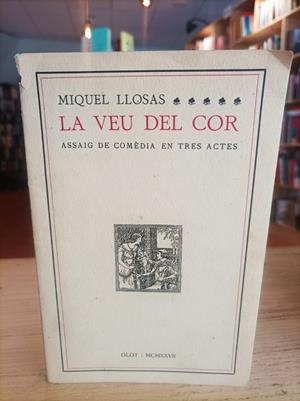 MIQUEL LLOSAS
LA VEU DEL COR
ASSAIG DE COMÈDIA EN TRES ACTES
OLOT : MCMXXVII